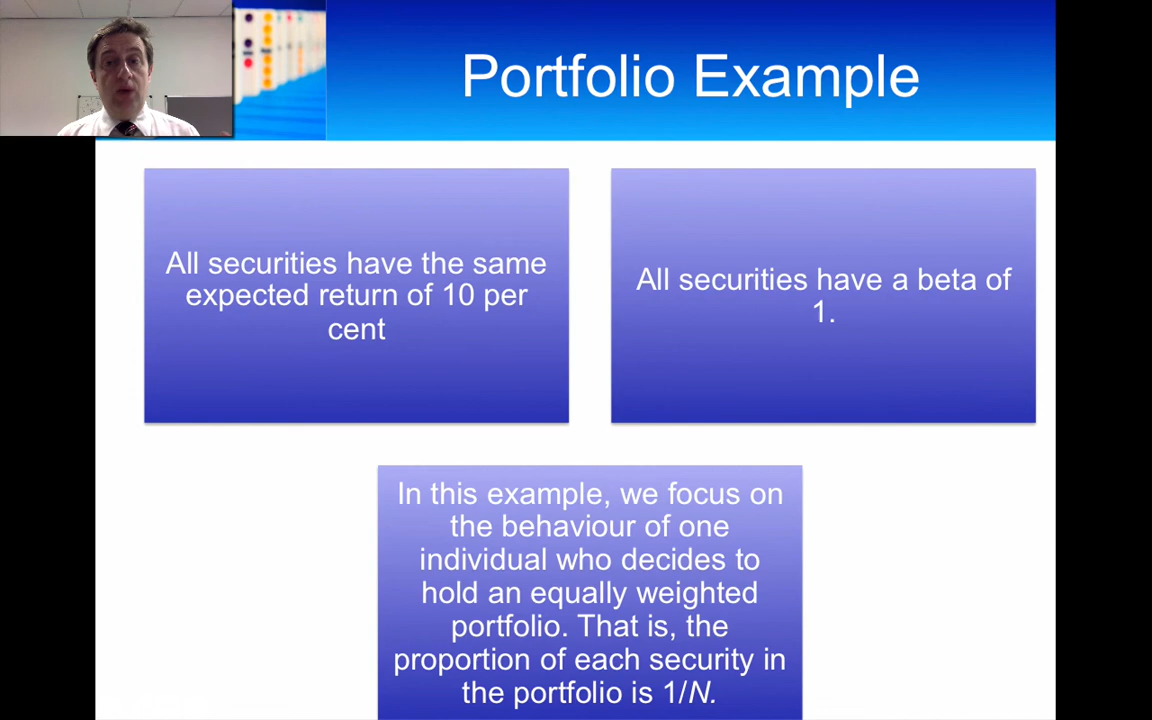 Portfolio Example
All securities have the same
expected return of 10 per
cent
All securities have a beta of
1.
In this example, we focus on
the behaviour of one
individual who decides to
hold an equally weighted
portfolio. That is, the
proportion of each security in
the portfolio is 1/N.